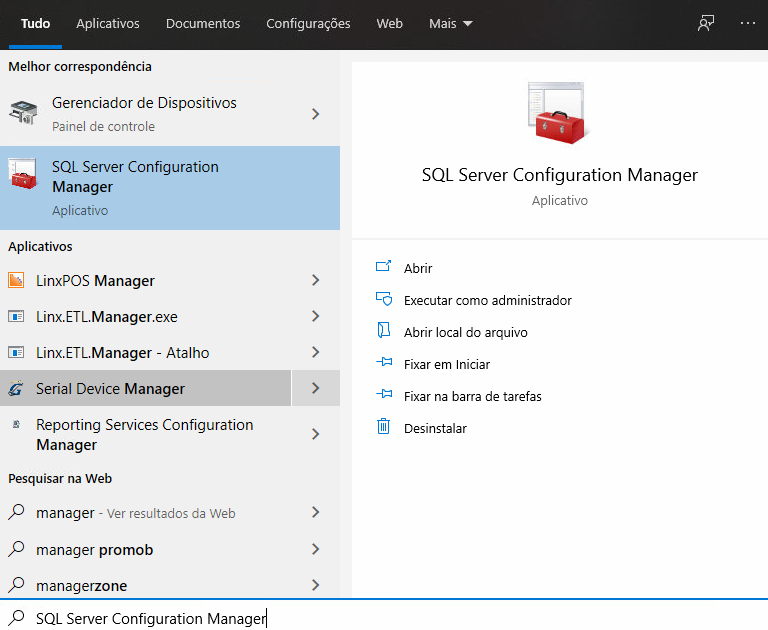 Tudo Aplicativos Documentos Configurações Web Mais
Melhor correspondência
Gerenciador de Dispositivos
Painel de controle
SQL Server Configuration
Manager
Aplicativo
Aplicativos
LinxPOS Manager
Linx.ETL.Manager.exe
Linx.ETL.Manager - Atalho
Serial Device Manager
Reporting Services Configuration
Manager
Pesquisar na Web
manager - Ver resultados da Web
manager promob
managerzone
SQL Server Configuration Manager
SQL Server Configuration Manager
Aplicativo
Abrir
Executar como administrador
Abrir local do arquivo
Fixar em Iniciar
Fixar na barra de tarefas
Desinstalar